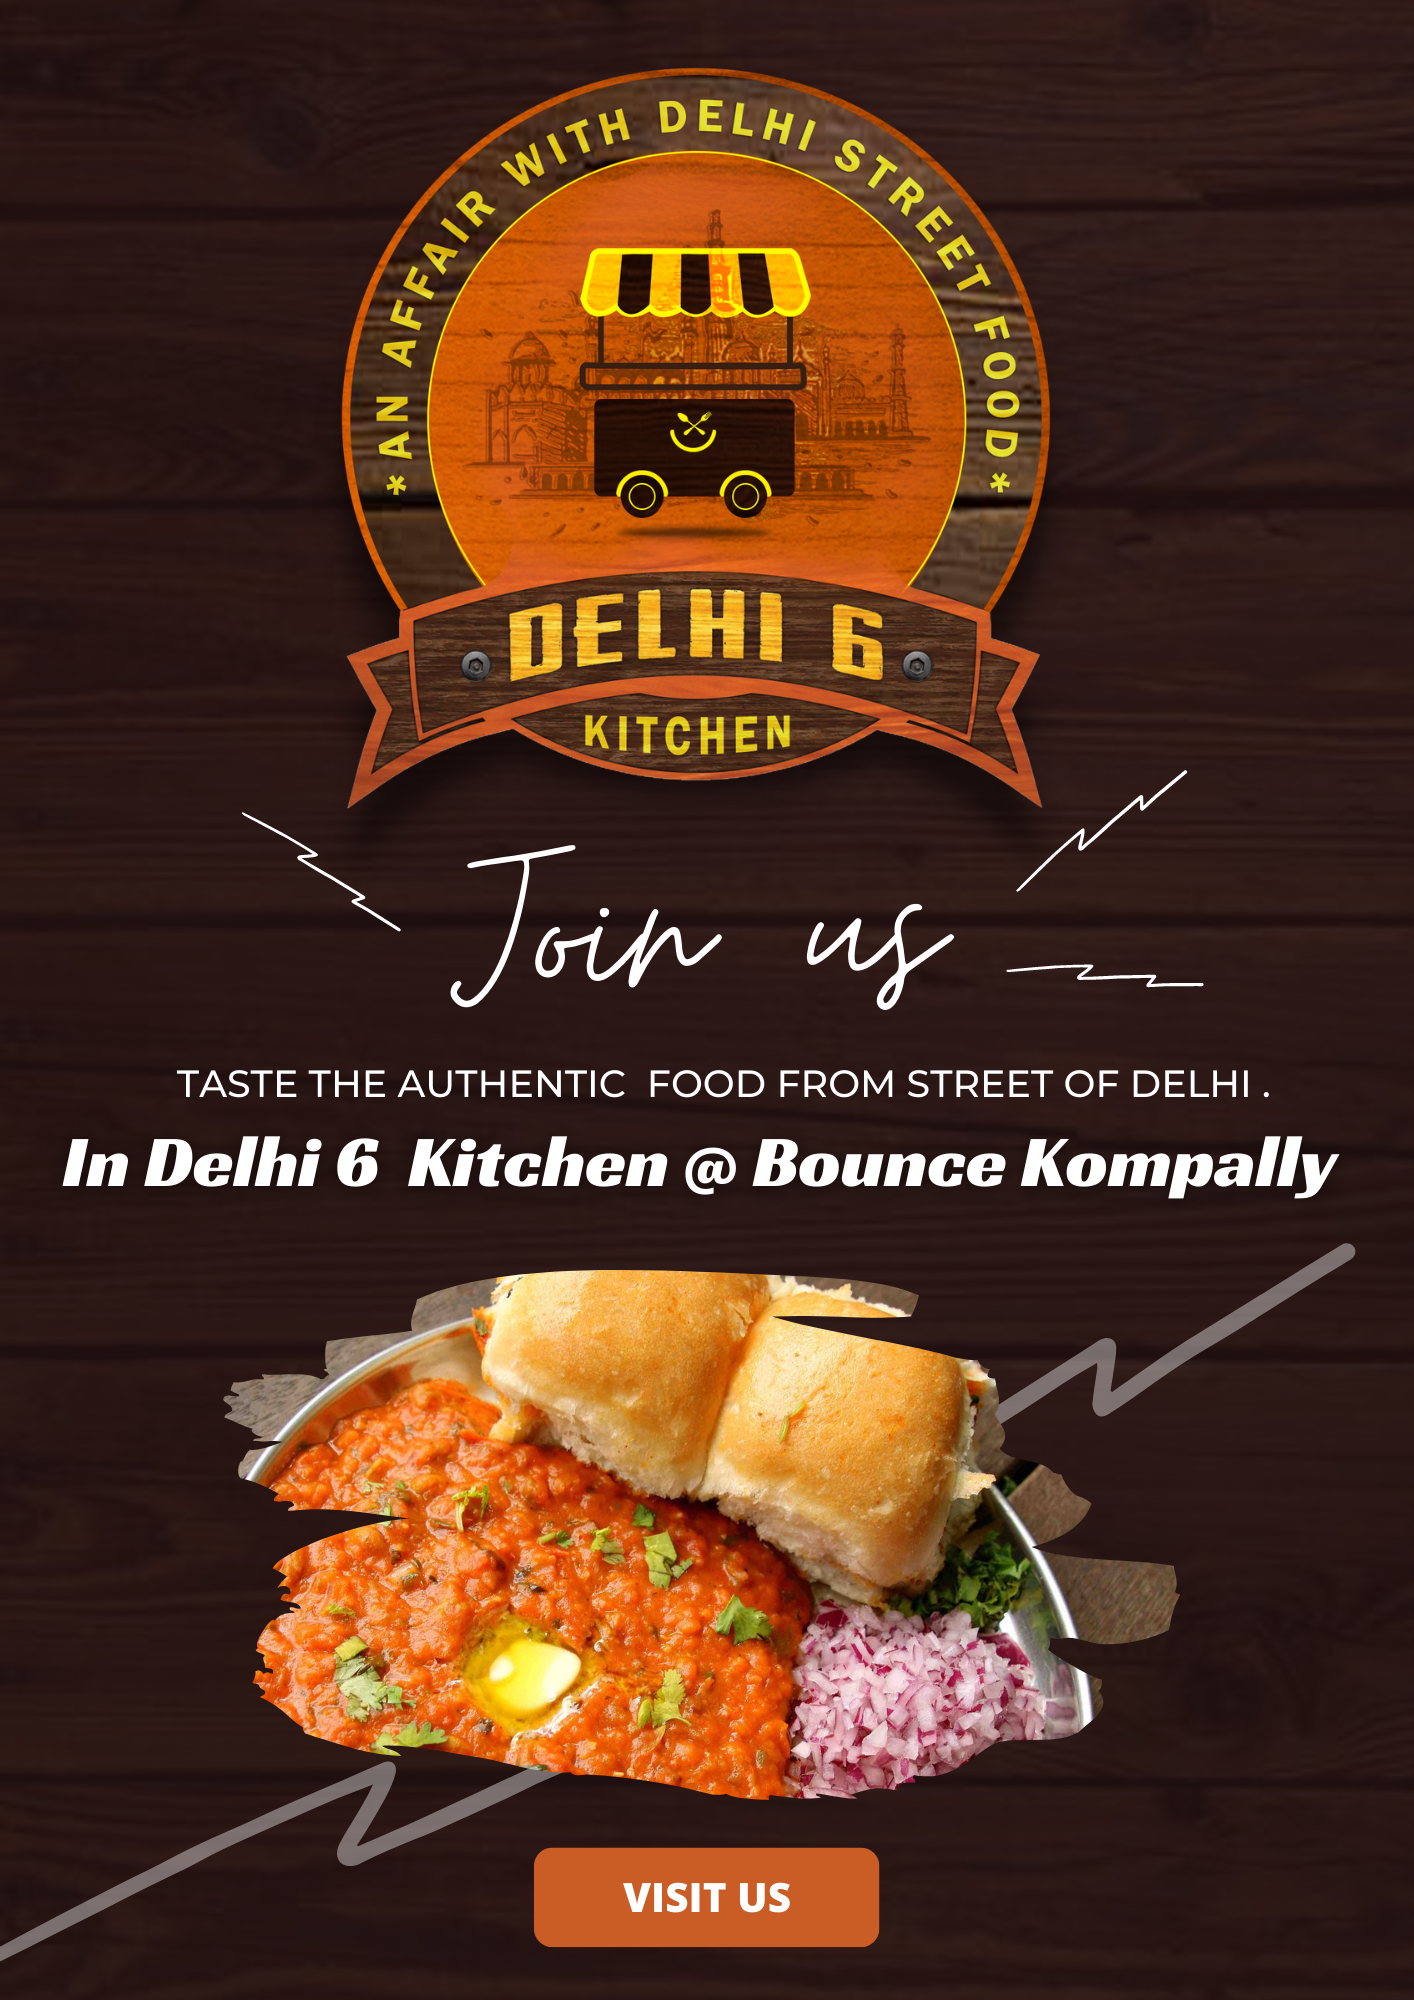 * AN AFFAIR WITH DELHI STREET FOOD *
DELHI 6
KITCHEN
Join us
TASTE THE AUTHENTIC  FOOD FROM STREET OF DELHI .
In Delhi 6  Kitchen @ Bounce Kompally
VISIT US